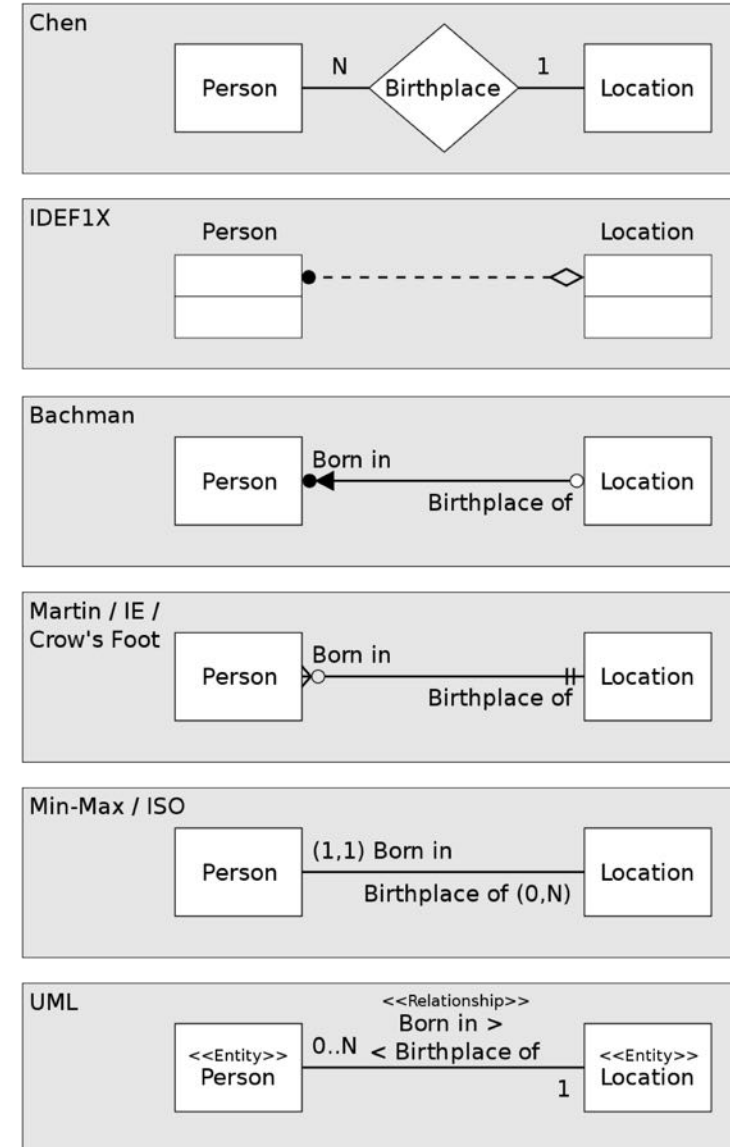 Chen
Person
N
Birthplace
1
Location
IDEF1X
Person
Location
Bachman
Person
Born in
Birthplace of
Location
Martin / IE /
Crow's Foot
Person
Born in
Birthplace of
Location
Min-Max / ISO
Person
(1,1) Born in
Birthplace of (0,N)
Location
UML
<<Relationship>>
Born in >
< Birthplace of
<<Entity>>
Person
0..N
1
<<Entity>>
Location